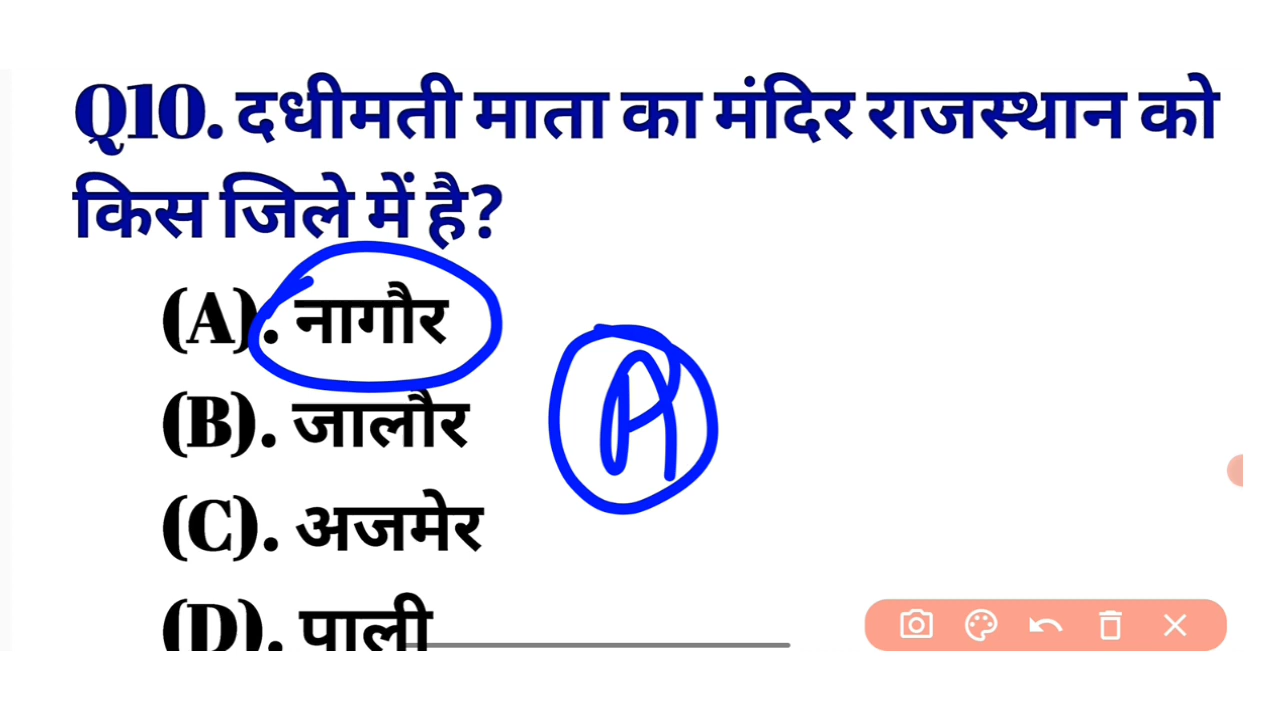 Q10. दधीमती माता का मंदिर राजस्थान को
किस जिले में है?
(A). नागौर
(B). जालौर
(C). अजमेर
(D). पाली
A